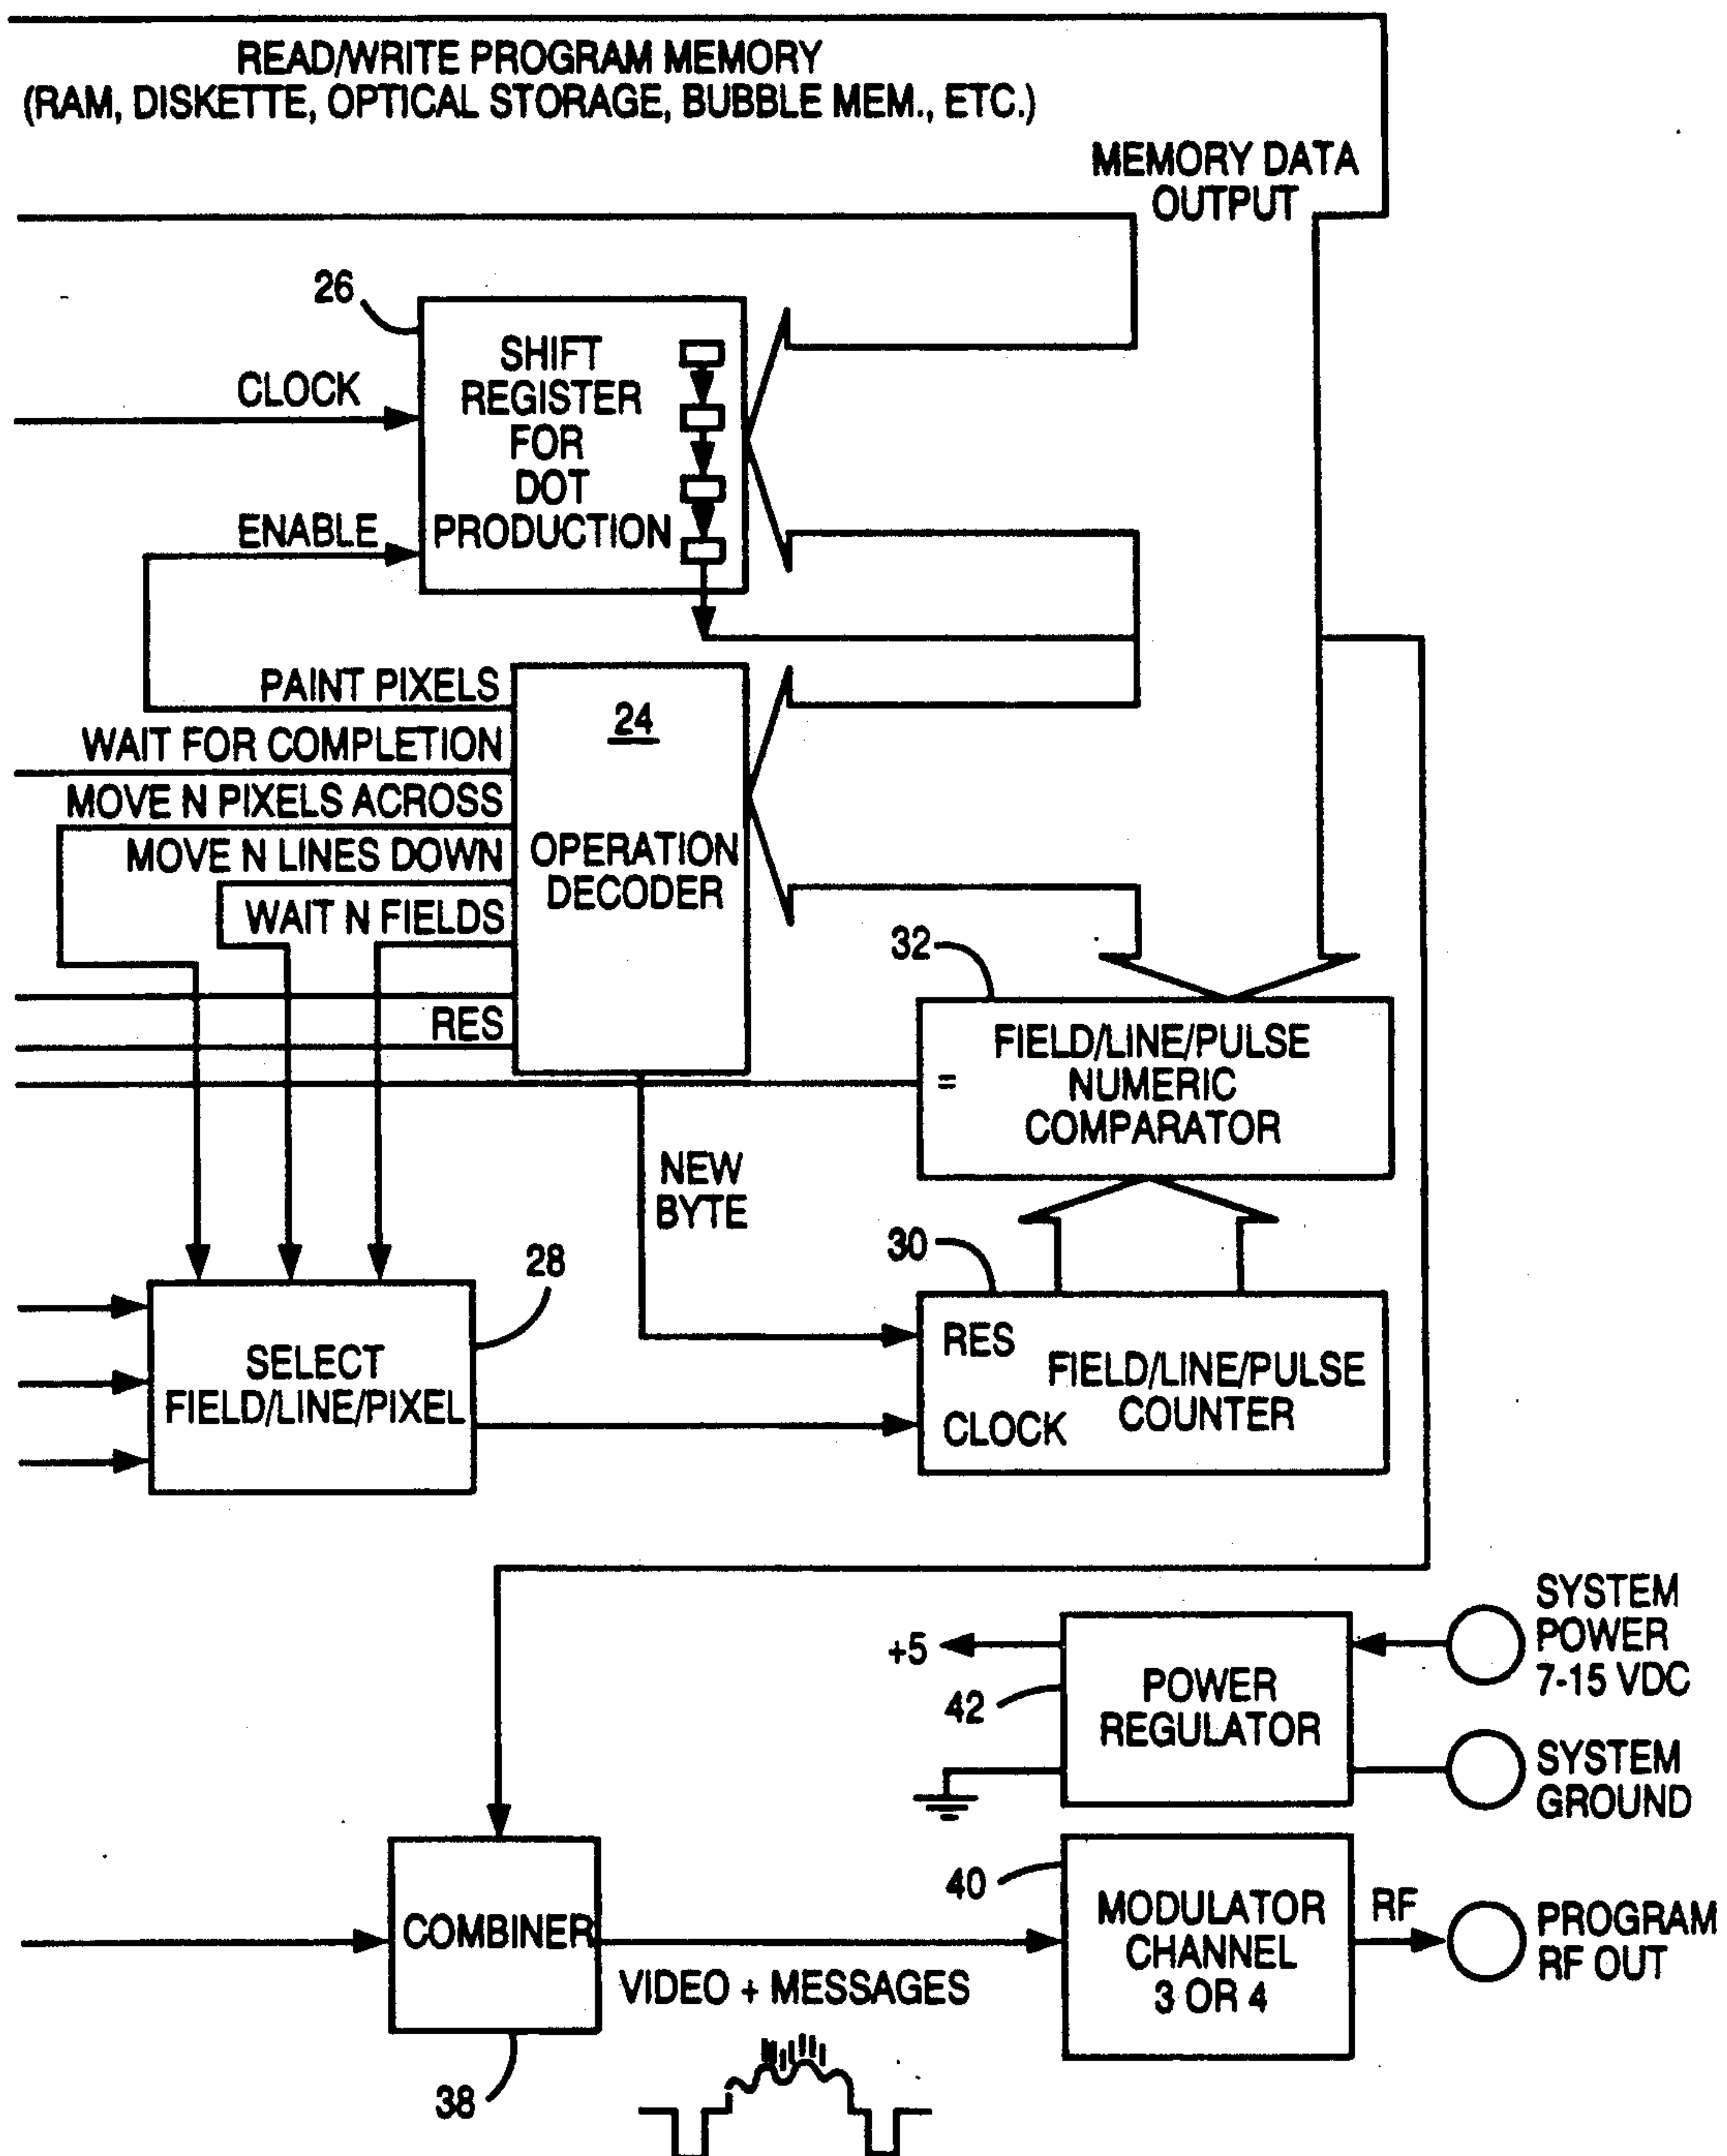 READ/WRITE PROGRAM MEMORY
(RAM, DISKETTE, OPTICAL STORAGE, BUBBLE MEM., ETC.)
MEMORY DATA
OUTPUT
26
SHIFT
REGISTER
FOR
DOT
PRODUCTION
CLOCK
ENABLE
PAINT PIXELS
WAIT FOR COMPLETION
MOVE N PIXELS ACROSS
MOVE N LINES DOWN
WAIT N FIELDS
RES
24
OPERATION
DECODER
32
FIELD/LINE/PULSE
NUMERIC
COMPARATOR
=
NEW
BYTE
28
SELECT
FIELD/LINE/PIXEL
30
RES
FIELD/LINE/PULSE
COUNTER
CLOCK
SYSTEM
POWER
7-15 VDC
+5
42
POWER
REGULATOR
SYSTEM
GROUND
COMBINER
38
VIDEO + MESSAGES
40
MODULATOR
CHANNEL
3 OR 4
RF
PROGRAM
RF OUT